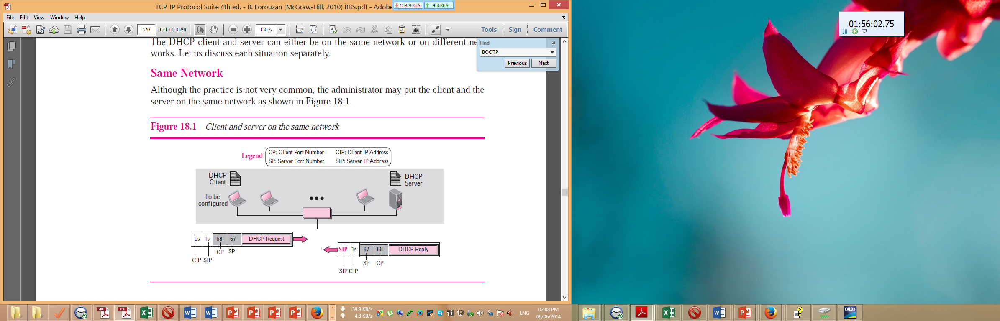 TCP_IP Protocol Suite 4th ed. - B. Forouzan (McGraw-Hill, 2010) BBS.pdf - Adobe
139.9 KB/s 4.8 KB/s
File Edit View Window Help
570 (611 of 1029) 150% Tools Sign Comment
Find
BOOTP
Previous Next
The DHCP client and server can either be on the same network or on different ne
works. Let us discuss each situation separately.
Same Network
Although the practice is not very common, the administrator may put the client and the
server on the same network as shown in Figure 18.1.
Figure 18.1 Client and server on the same network
Legend
CP: Client Port Number CIP: Client IP Address
SP: Server Port Number SIP: Server IP Address
DHCP
Client
DHCP
Server
To be
configured
0s 1s 68 67 DHCP Request
CP SP
CIP SIP
SIP 1s 67 68 DHCP Reply
SP CP
SIP CIP
139.9 KB/s
4.8 KB/s
ENG
02:08 PM
09/06/2014
01:56:02.75
CALD3